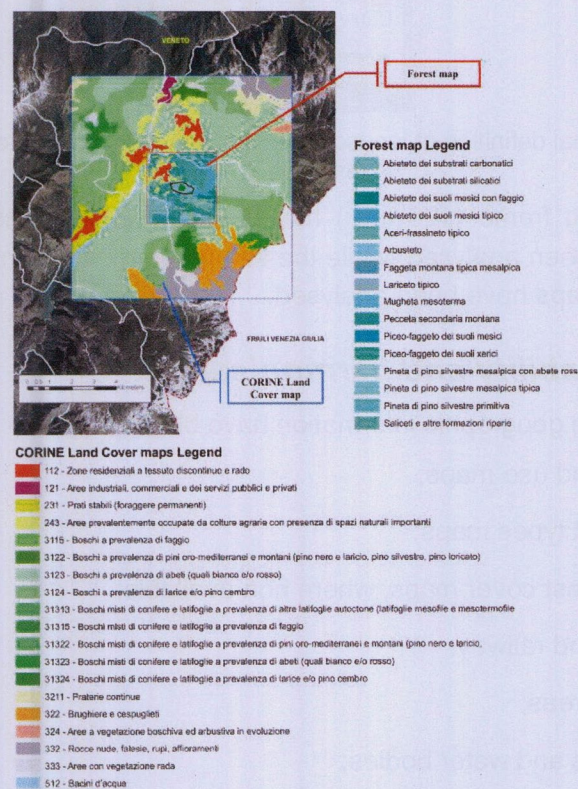 VENETO
Forest map
FRIULI VENEZIA GIULIA
CORINE Land
Cover map
Forest map Legend
Abieteto dei substrati carbonatici
Abieteto dei substrati silicatici
Abieteto dei suoli mesici con faggio
Abieteto dei suoli mesici tipico
Aceri-frassineto tipico
Arbusteto
Faggeta montana tipica mesalpica
Lariceto tipico
Mugheta mesoterma
Pecceta secondaria montana
Piceo-faggeto dei suoli mesici
Piceo-faggeto dei suoli xerici
Pineta di pino silvestre mesalpica con abete ross
Pineta di pino silvestre mesalpica tipica
Pineta di pino silvestre primitiva
Saliceti e altre formazioni riparie
CORINE Land Cover maps Legend
112 - Zone residenziali a tessuto discontinuo e rado
121 - Aree industriali, commerciali e dei servizi pubblici e privati
231 - Prati stabili (foraggere permanenti)
243 - Aree prevalentemente occupate da colture agrarie con presenza di spazi naturali importanti
3115 - Boschi a prevalenza di faggio
3122 - Boschi a prevalenza di pini oro-mediterranei e montani (pino nero e laricio, pino silvestre, pino loricato)
3123 - Boschi a prevalenza di abeti (quali bianco e/o rosso)
3124 - Boschi a prevalenza di larice e/o pino cembro
31313 - Boschi misti di conifere e latifoglie a prevalenza di altre latifoglie autoctone (latifoglie mesofile e mesotermofile
31315 - Boschi misti di conifere e latifoglie a prevalenza di faggio
31322 - Boschi misti di conifere e latifoglie a prevalenza di pini oro-mediterranei e montani (pino nero e laricio,
31323 - Boschi misti di conifere e latifoglie a prevalenza di abeti (quali bianco e/o rosso)
31324 - Boschi misti di conifere e latifoglie a prevalenza di larice e/o pino cembro
3211 - Praterie continue
322 - Brughiere e cespuglieti
324 - Aree a vegetazione boschiva ed arbustiva in evoluzione
332 - Rocce nude, falesie, rupi, affioramenti
333 - Aree con vegetazione rada
512 - Bacini d'acqua